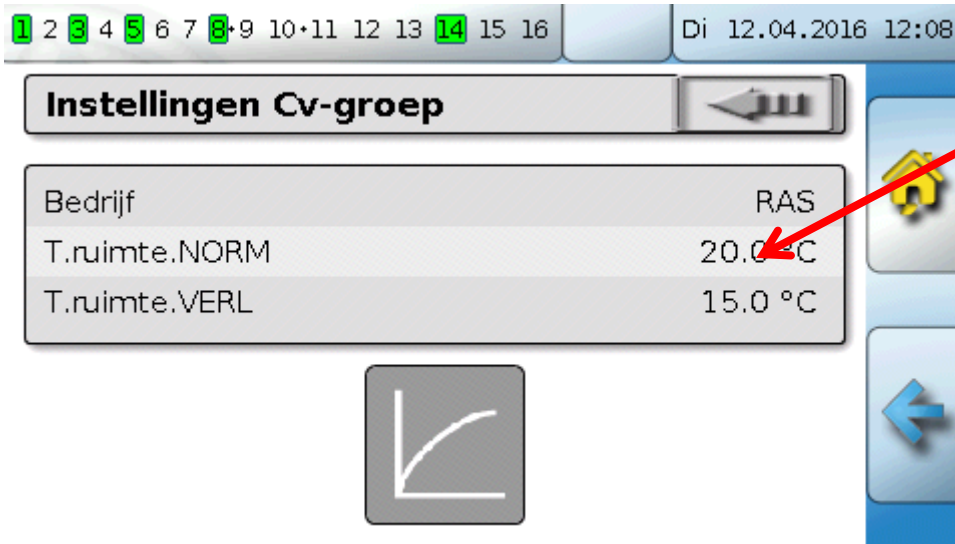 1 2 3 4 5 6 7 8+9 10+11 12 13 14 15 16 Di 12.04.2016 12:08
Instellingen Cv-groep
Bedrijf RAS
T.ruimte.NORM 20.0 °C
T.ruimte.VERL 15.0 °C